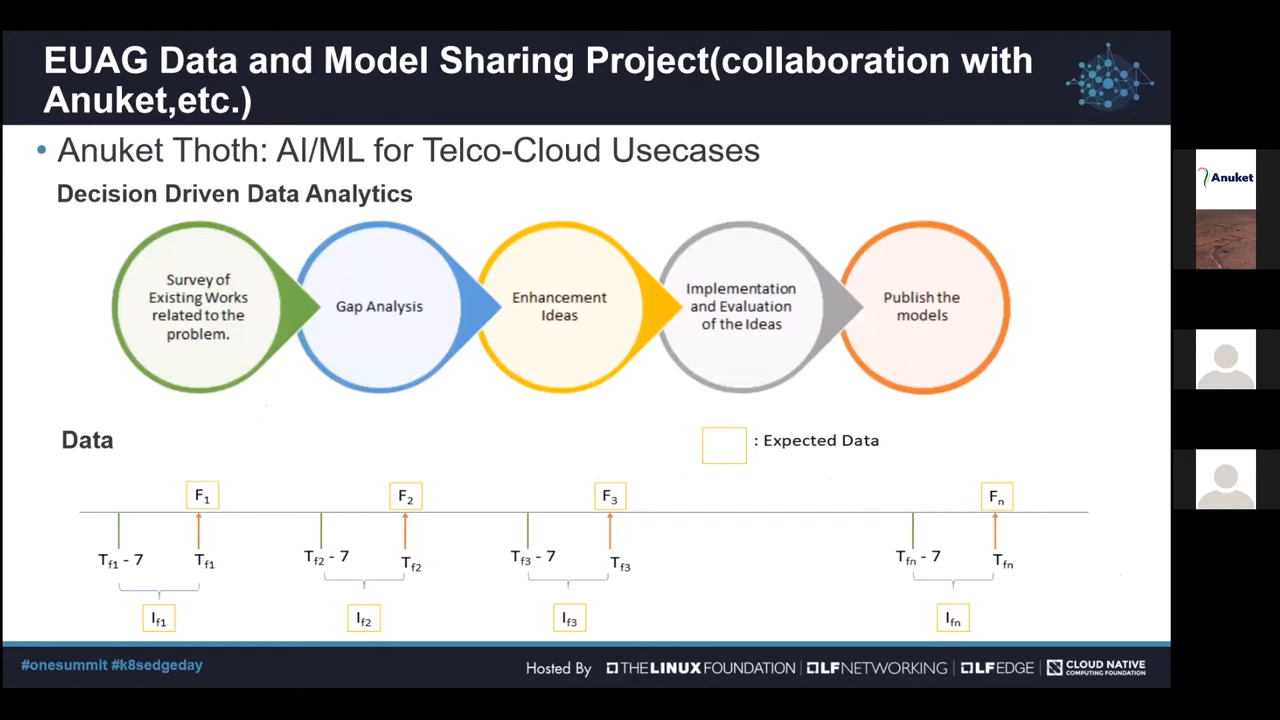 EUAG Data and Model Sharing Project(collaboration with
Anuket,etc.)
• Anuket Thoth: AI/ML for Telco-Cloud Usecases
Decision Driven Data Analytics
Survey of
Existing Works
related to the
problem.
Gap Analysis
Enhancement
Ideas
Implementation
and Evaluation
of the Ideas
Publish the
models
Anuket
Data
: Expected Data
F1 F2 F3 Fn
Tf1 - 7 Tf1 Tf2 - 7 Tf2 Tf3 - 7 Tf3 Tfn - 7 Tfn
If1 If2 If3 Ifn
#onesummit #k8sedgeday
Hosted By THE LINUX FOUNDATION | LF NETWORKING | LF EDGE | CLOUD NATIVE
COMPUTING FOUNDATION